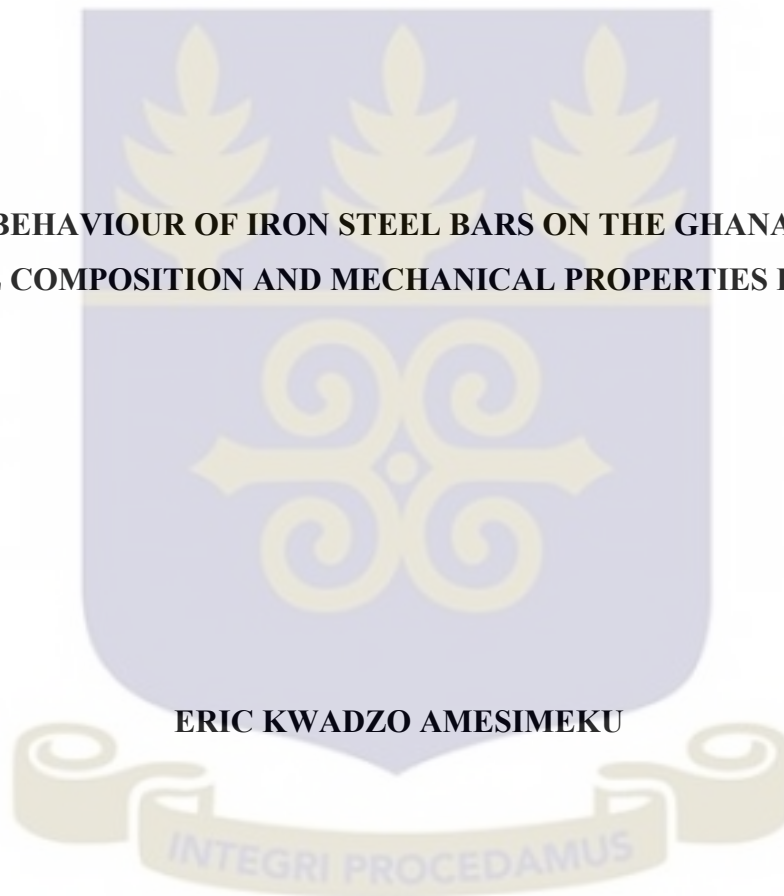 BEHAVIOUR OF IRON STEEL BARS ON THE GHANA
COMPOSITION AND MECHANICAL PROPERTIES
ERIC KWADZO AMESIMEKU
INTEGRI PROCEDAMUS